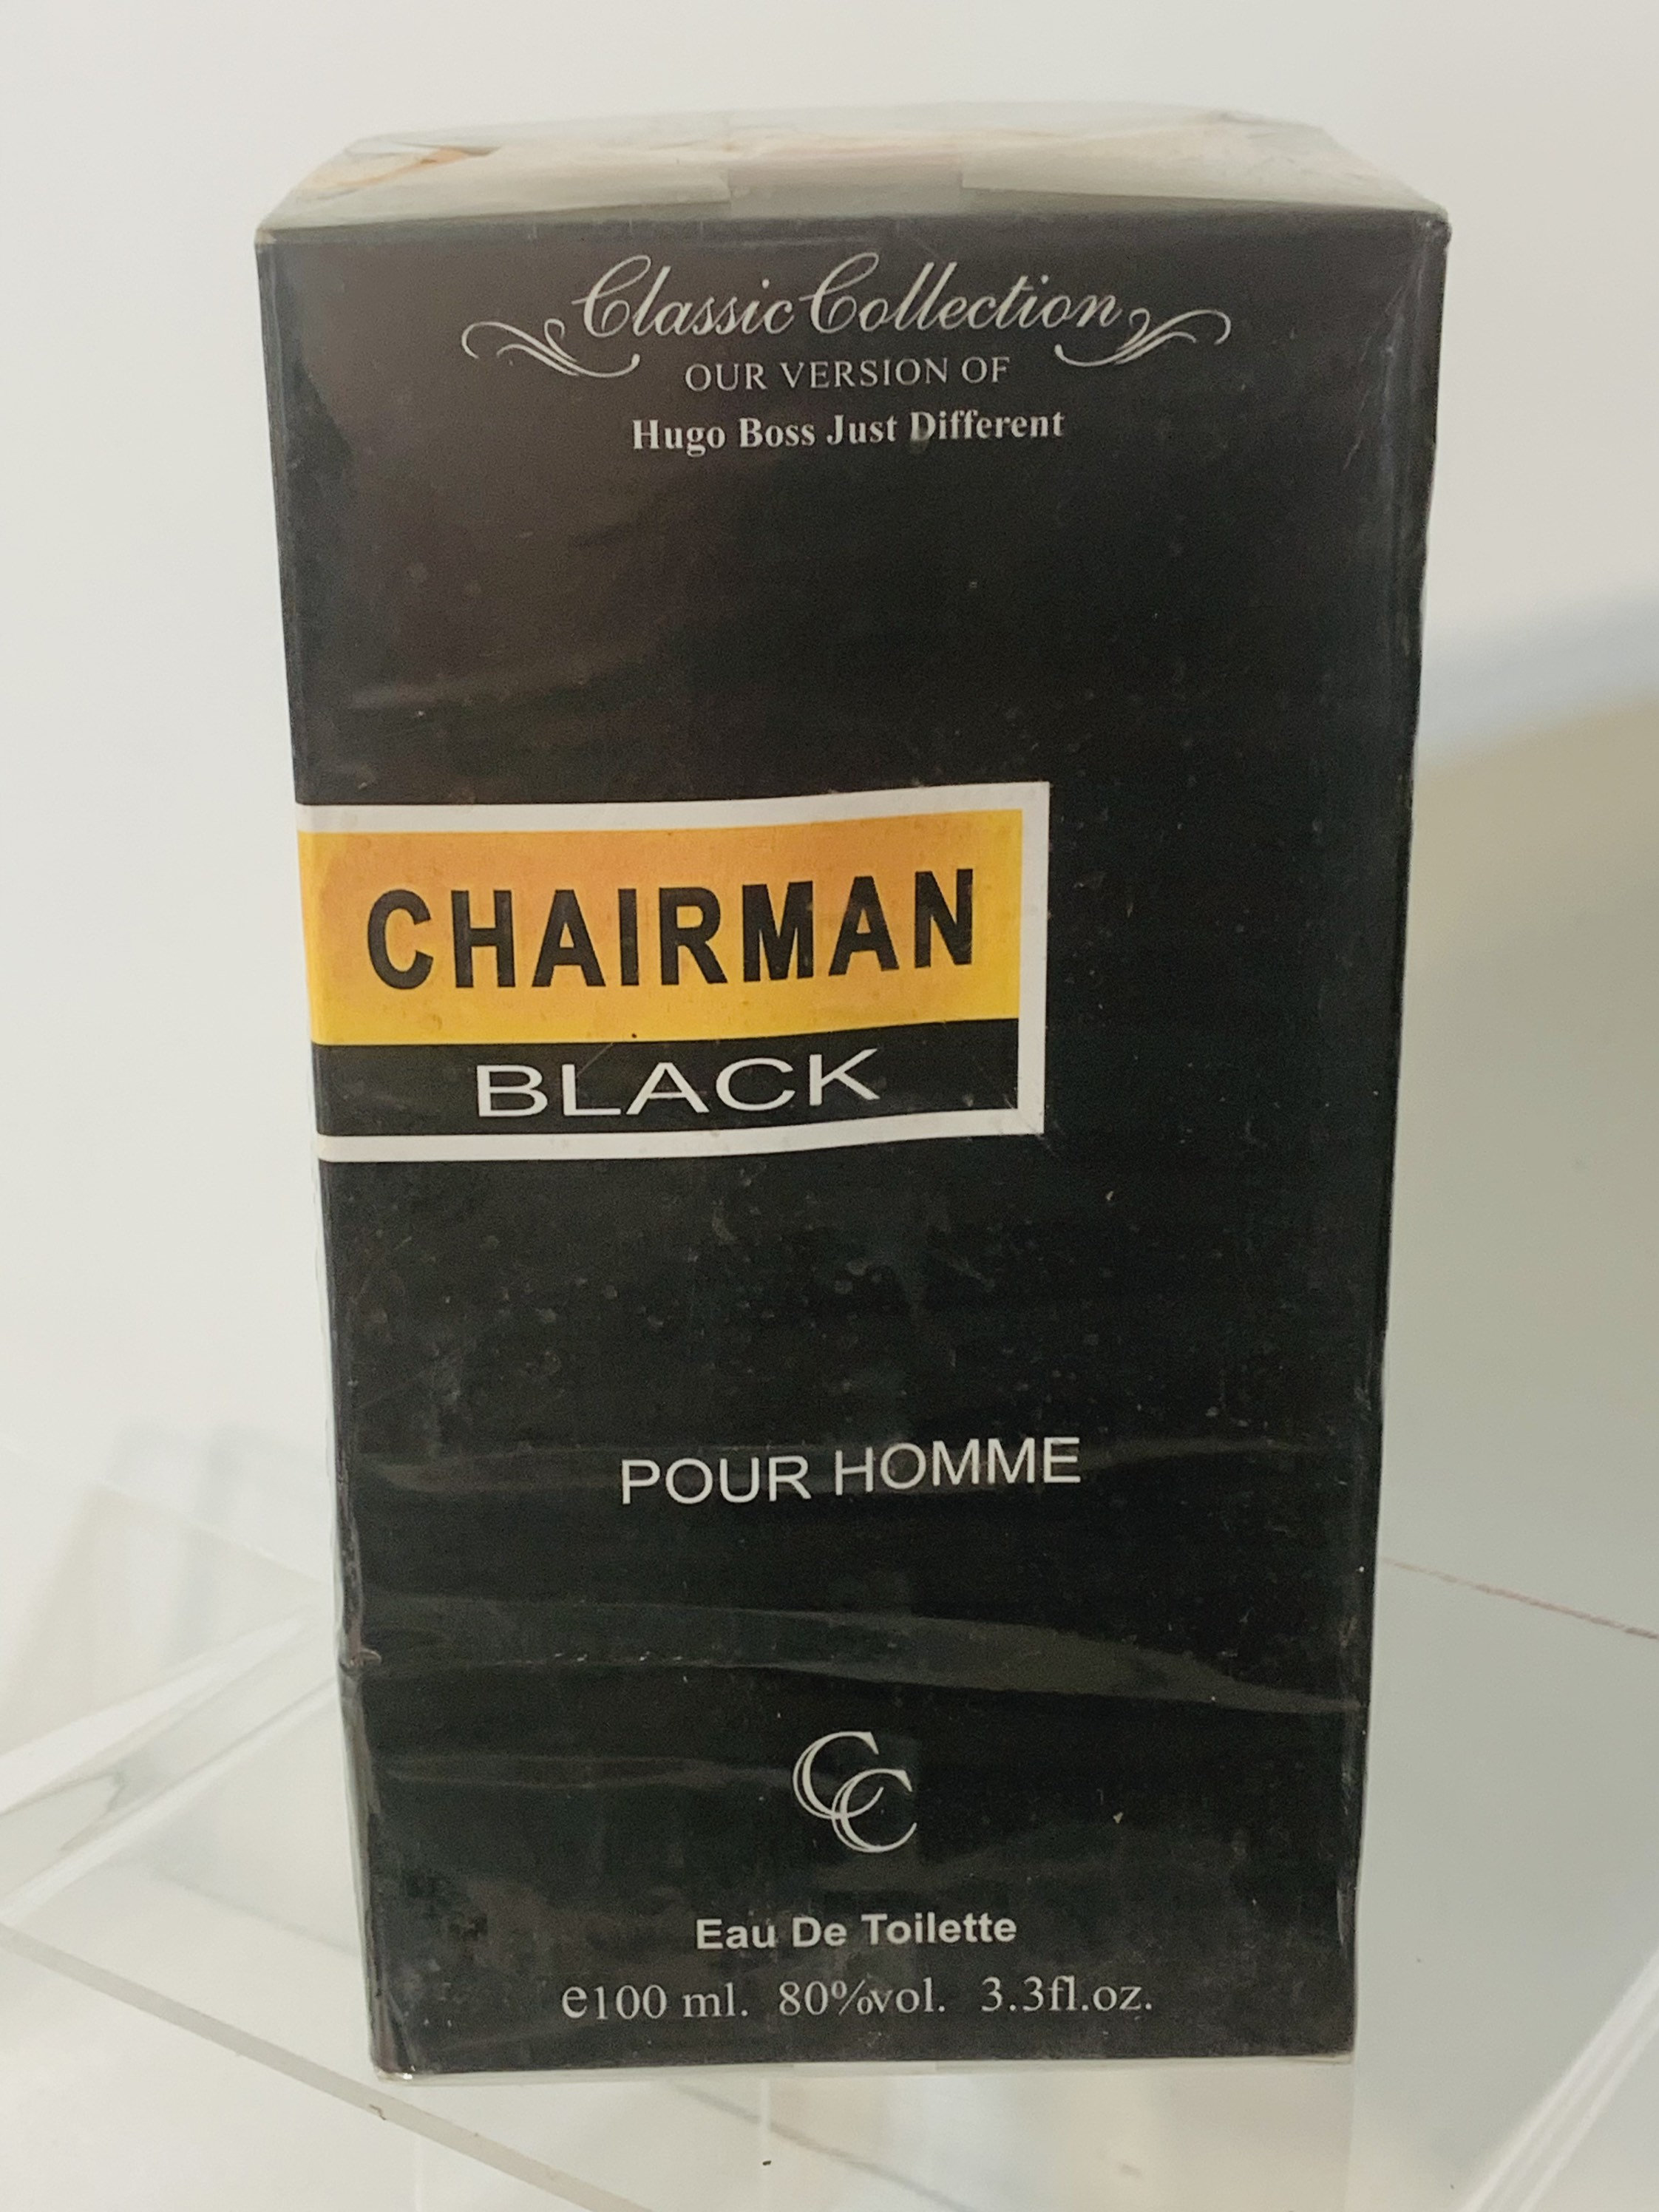 Classic Collection
OUR VERSION OF
Hugo Boss Just Different
CHAIRMAN
BLACK
POUR HOMME
CC
Eau De Toilette
e100 ml. 80%vol. 3.3fl.oz.